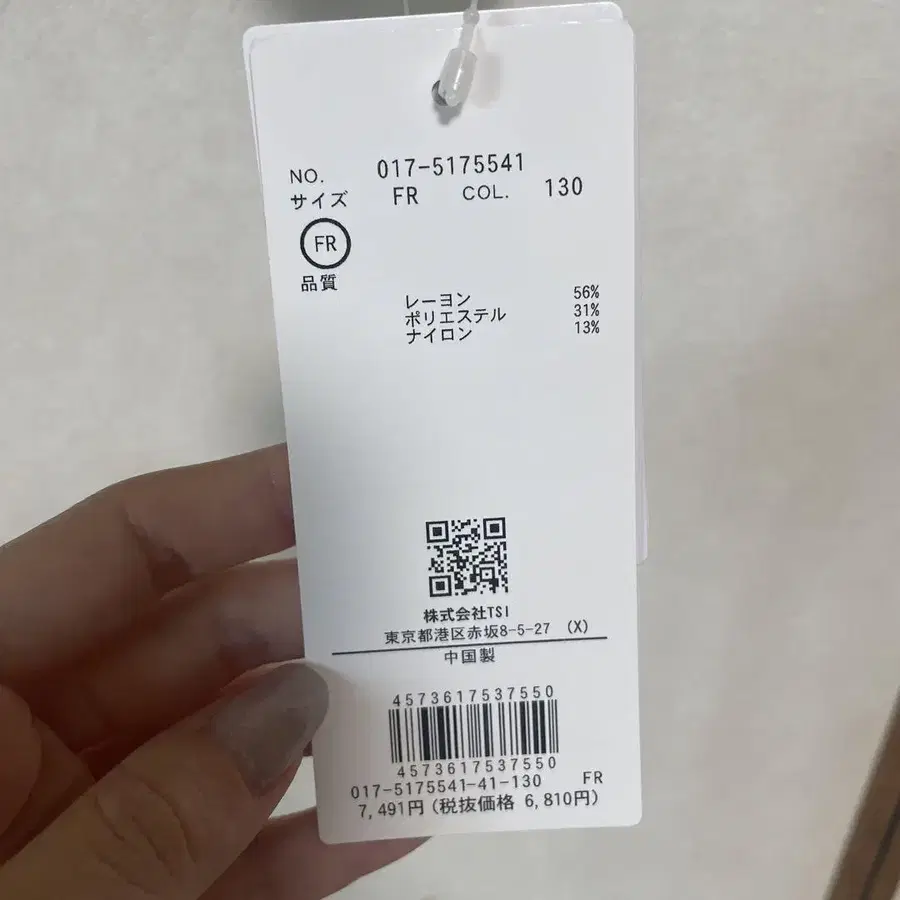 NO. 017-5175541
サイズ FR COL. 130
FR
品質
レーヨン 56%
ポリエステル 31%
ナイロン 13%
株式会社TSI
東京都港区赤坂8-5-27 (X)
中国製
4573617537550
4573617537550
017-5175541-41-130 FR
7,491円(税抜価格 6,810円)